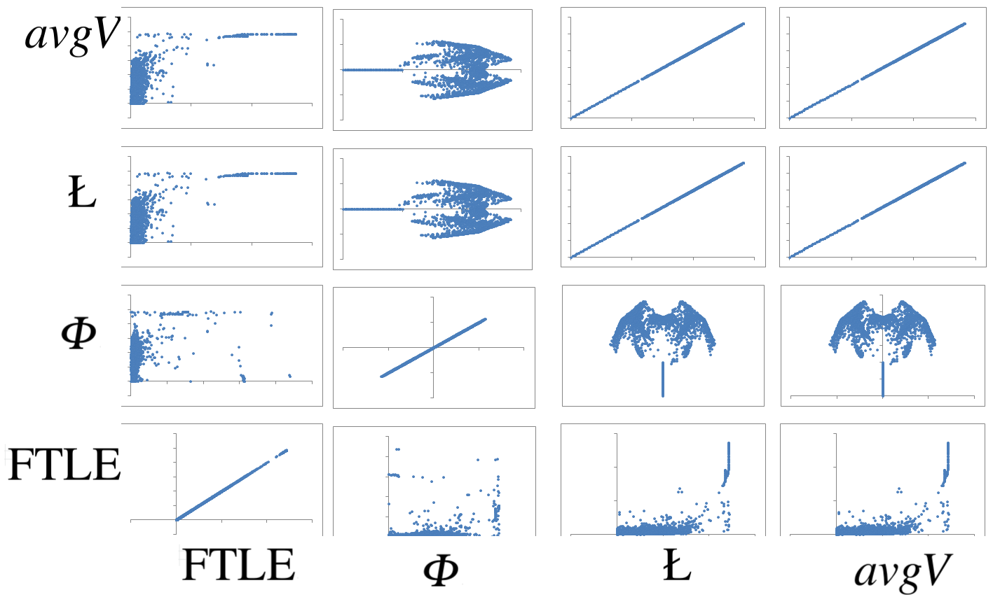 avgV
Ł
Φ
FTLE
FTLE Φ Ł avgV